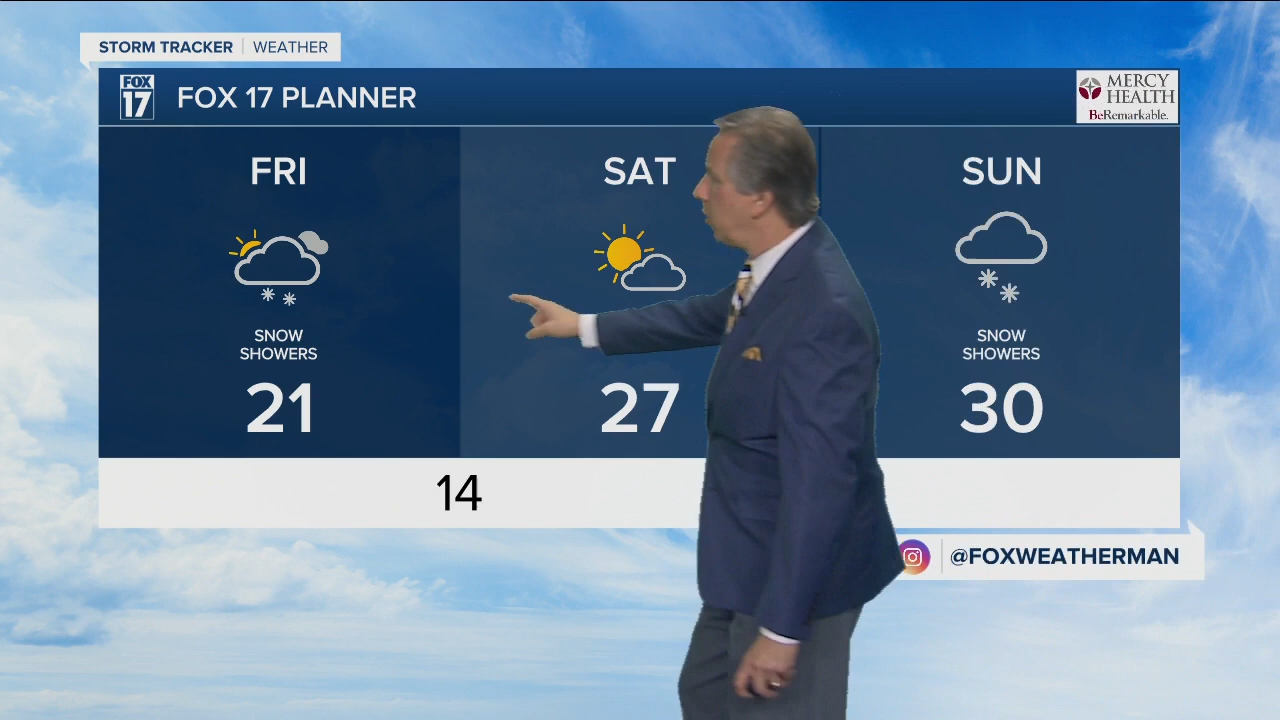 STORM TRACKER | WEATHER
FOX 17
FOX 17 PLANNER
MERCY
HEALTH
BeRemarkable.
FRI
SAT
SUN
SNOW
SHOWERS
SNOW
SHOWERS
21
27
30
14
@FOXWEATHERMAN